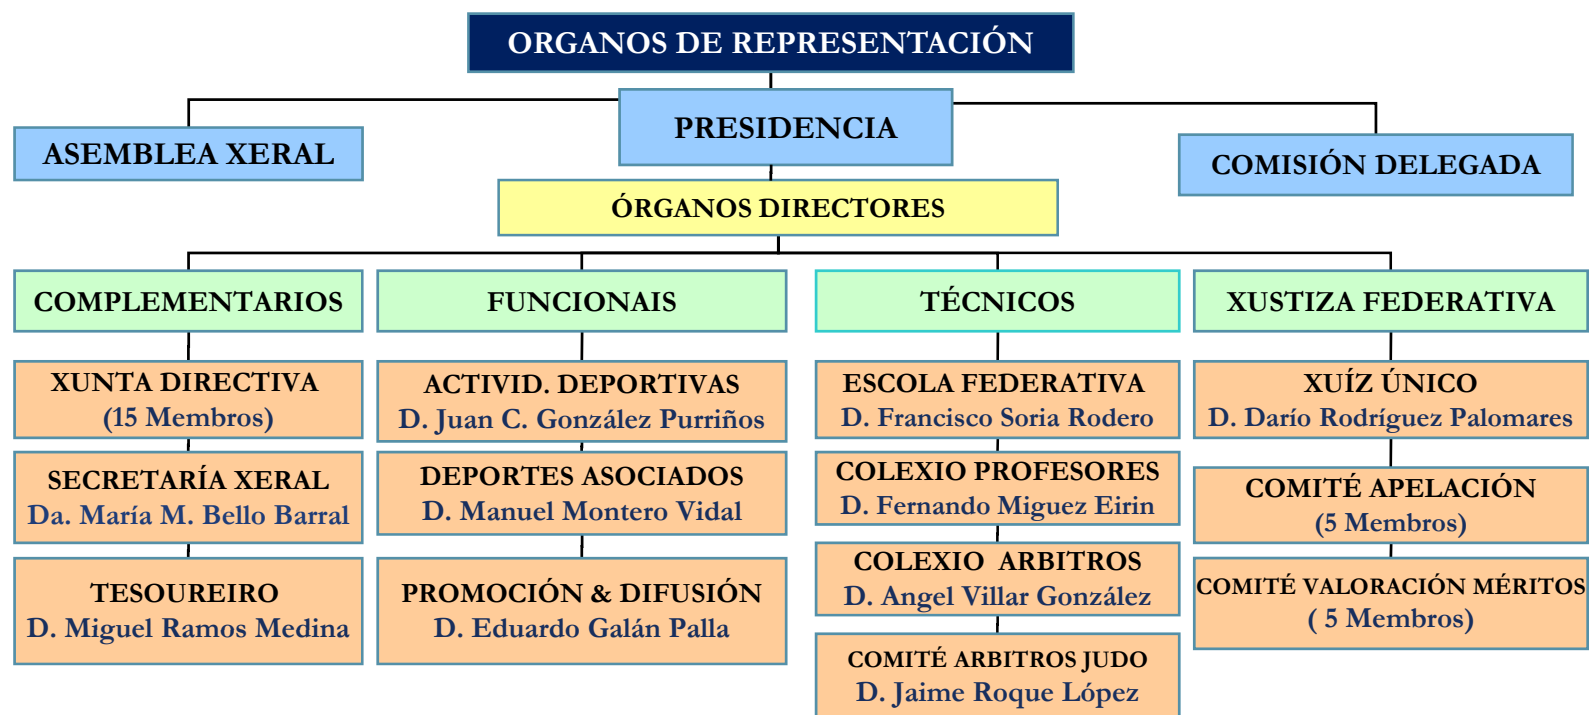 ORGANOS DE REPRESENTACIÓN
PRESIDENCIA
ASEMBLEA XERAL
COMISIÓN DELEGADA
ÓRGANOS DIRECTORES
COMPLEMENTARIOS
XUNTA DIRECTIVA
(15 Membros)
SECRETARÍA XERAL
Da. María M. Bello Barral
TESOUREIRO
D. Miguel Ramos Medina
FUNCIONAIS
ACTIVID. DEPORTIVAS
D. Juan C. González Purriños
DEPORTES ASOCIADOS
D. Manuel Montero Vidal
PROMOCIÓN & DIFUSIÓN
D. Eduardo Galán Palla
TÉCNICOS
ESCOLA FEDERATIVA
D. Francisco Soria Rodero
COLEXIO PROFESORES
D. Fernando Miguez Eirin
COLEXIO ARBITROS
D. Angel Villar González
COMITÉ ARBITROS JUDO
D. Jaime Roque López
XUSTIZA FEDERATIVA
XUÍZ ÚNICO
D. Darío Rodríguez Palomares
COMITÉ APELACIÓN
(5 Membros)
COMITÉ VALORACIÓN MÉRITOS
( 5 Membros)